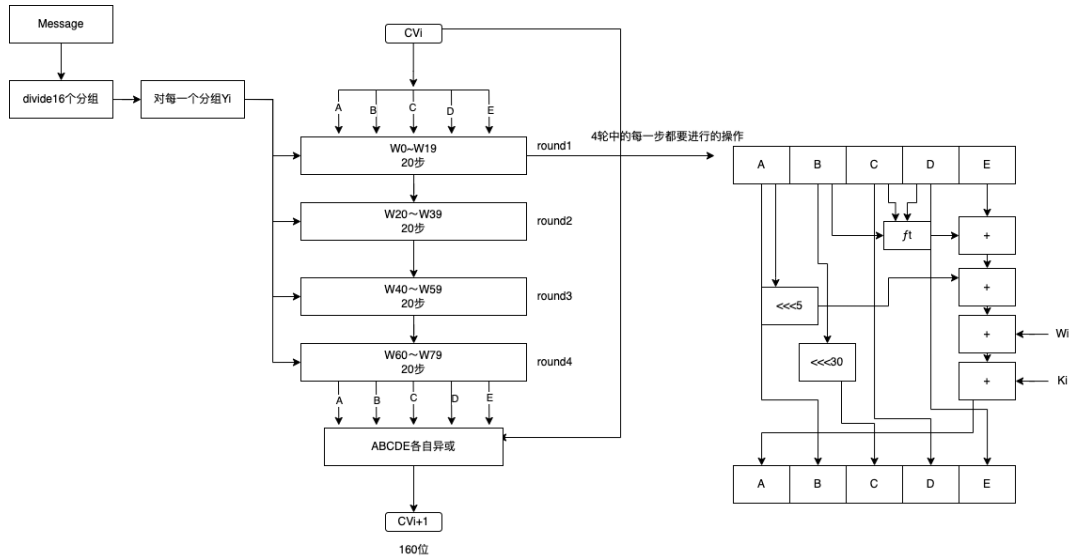 Message
CVi
divide16个分组
对每一个分组Yi
A
B
C
D
E
W0~W19
20步
round1
4轮中的每一步都要进行的操作
A
B
C
D
E
W20～W39
20步
round2
ƒt
+
W40～W59
20步
round3
<<<5
+
+
Wi
W60～W79
20步
round4
<<<30
+
Ki
A
B
C
D
E
ABCDE各自异或
A
B
C
D
E
CVi+1
160位